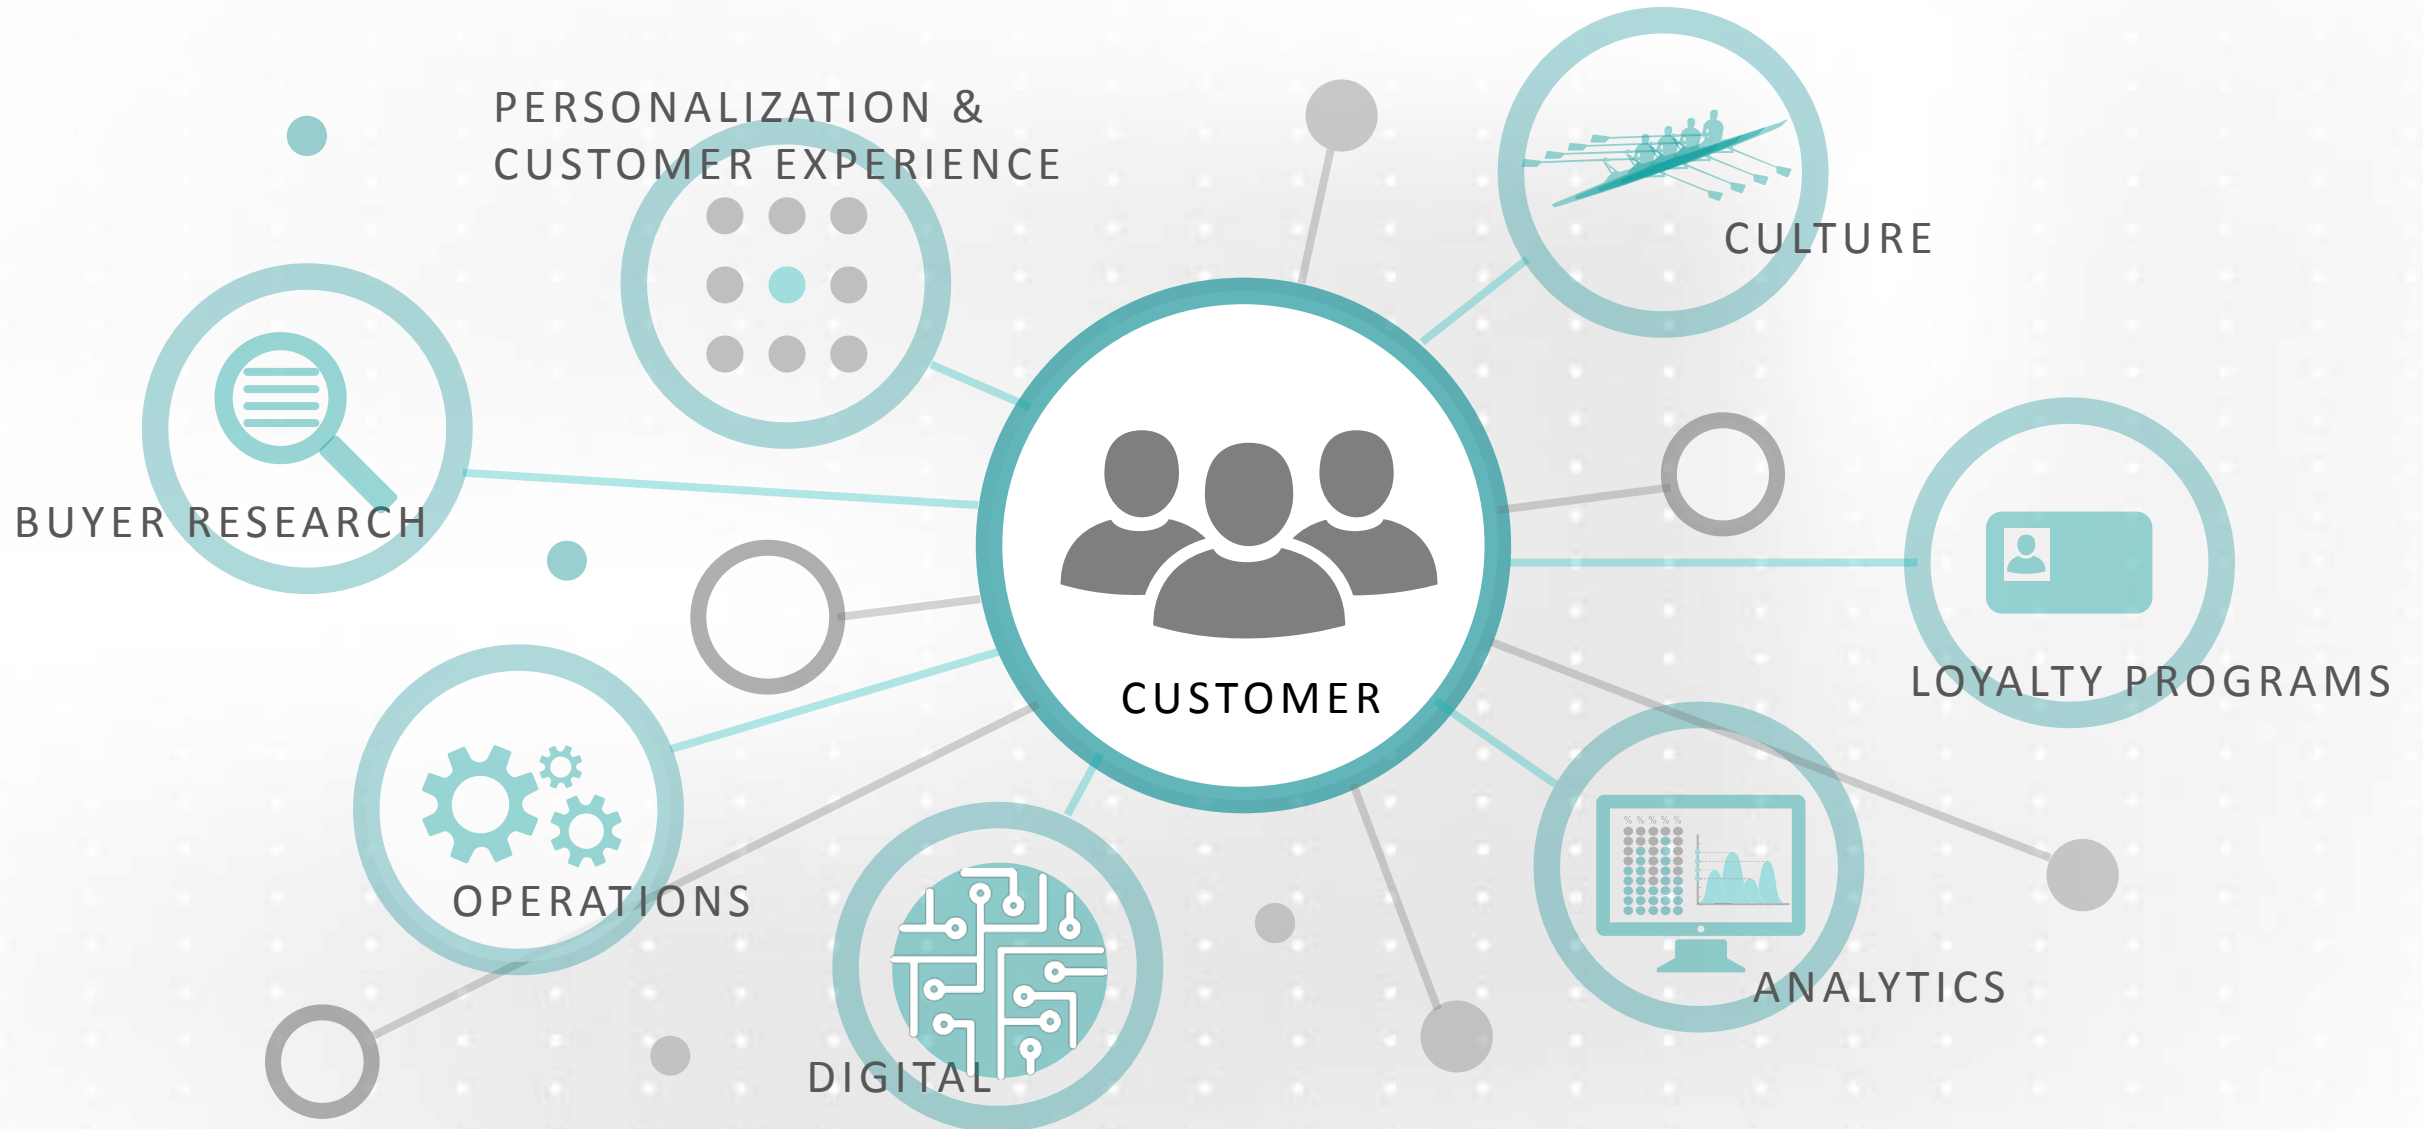 PERSONALIZATION &
CUSTOMER EXPERIENCE
CULTURE
BUYER RESEARCH
CUSTOMER
LOYALTY PROGRAMS
OPERATIONS
% % % % %
ANALYTICS
DIGITAL